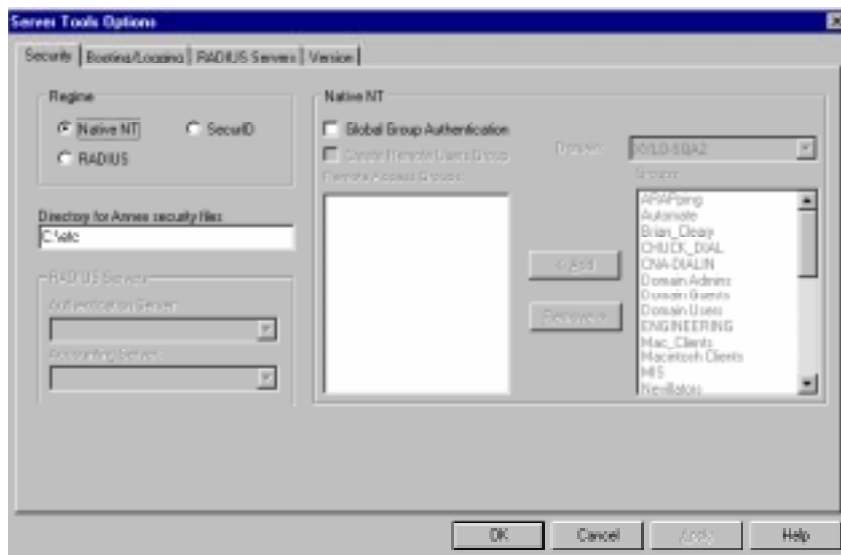 Server Tools Options
Security Booting/Logging RADIUS Servers Version
Regime
Native NT SecurID
RADIUS
Directory for Annex security files
C:\etc
RADIUS Servers
Authentication Server:
Accounting Server:
Native NT
Global Group Authentication
Create Remote Users Group
Remote Access Groups:
Domain:
XYLO-SQA2
Groups:
ARAPping
Automate
Brian_Cleary
CHUCK_DIAL
CNA-DIALIN
Domain Admins
Domain Guests
Domain Users
ENGINEERING
Mac_Clients
Macintosh Clients
MIS
Nevillators
<- Add
Remove ->
OK Cancel Apply Help